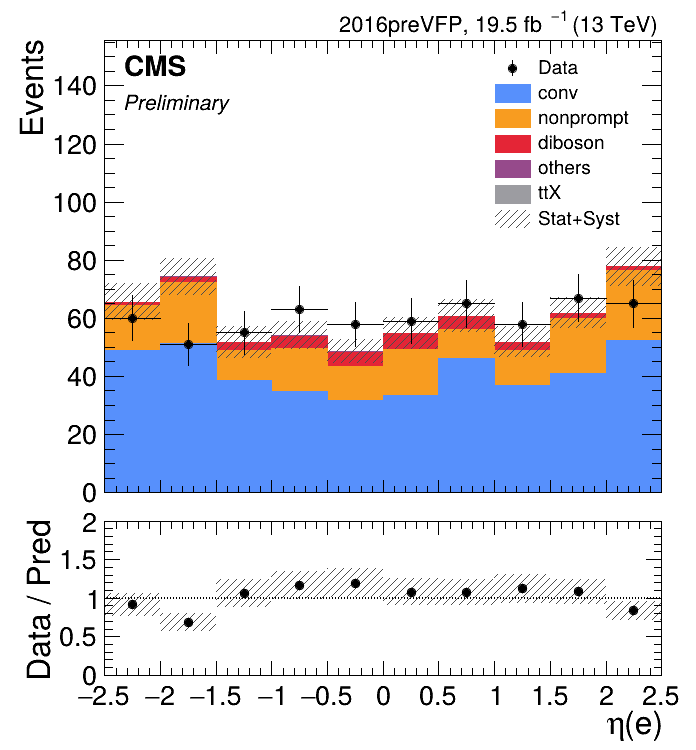 2016preVFP, 19.5 fb ⁻¹ (13 TeV)
CMS
Preliminary
Events
Data
conv
nonprompt
diboson
others
ttX
Stat+Syst
140
120
100
80
60
40
20
0
Data / Pred
2
1.5
1
0.5
0
−2.5 −2 −1.5 −1 −0.5 0 0.5 1 1.5 2 2.5
η(e)